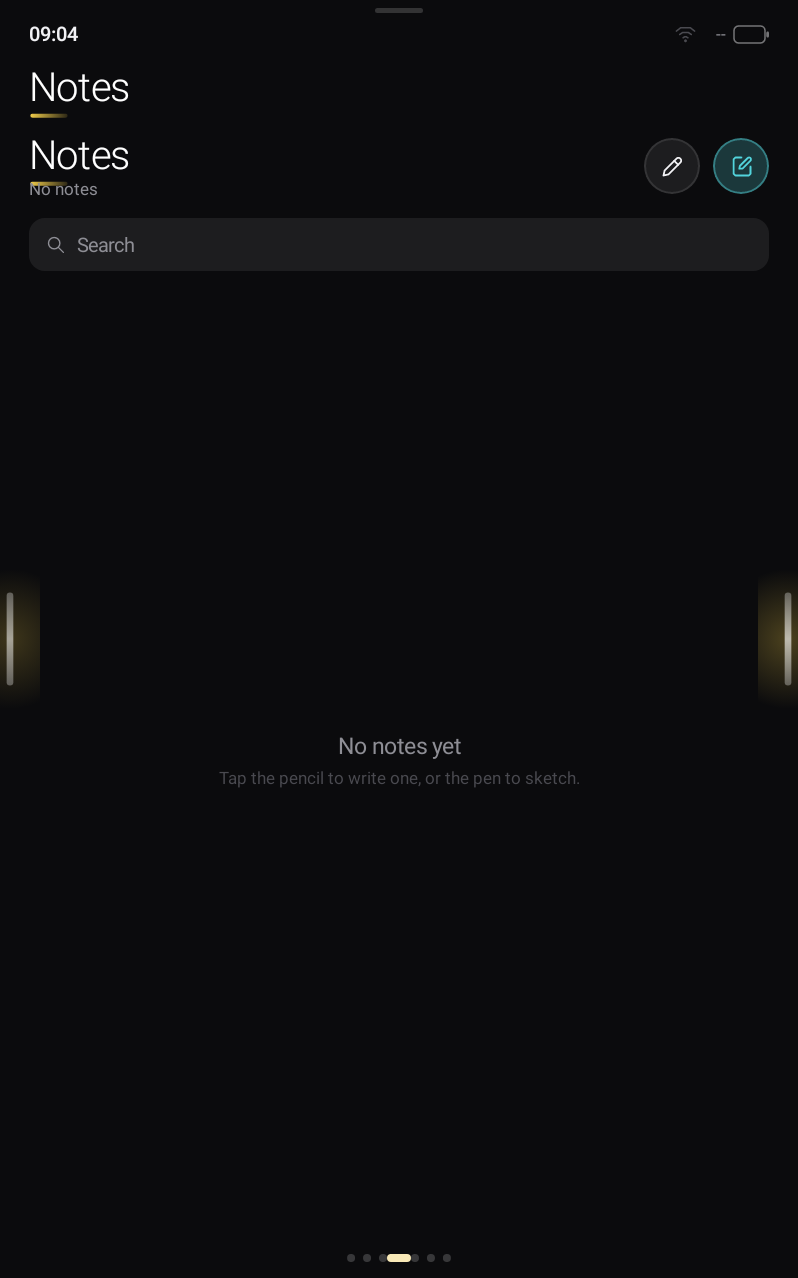 09:04
--
Notes
Notes
No notes
Search
No notes yet
Tap the pencil to write one, or the pen to sketch.